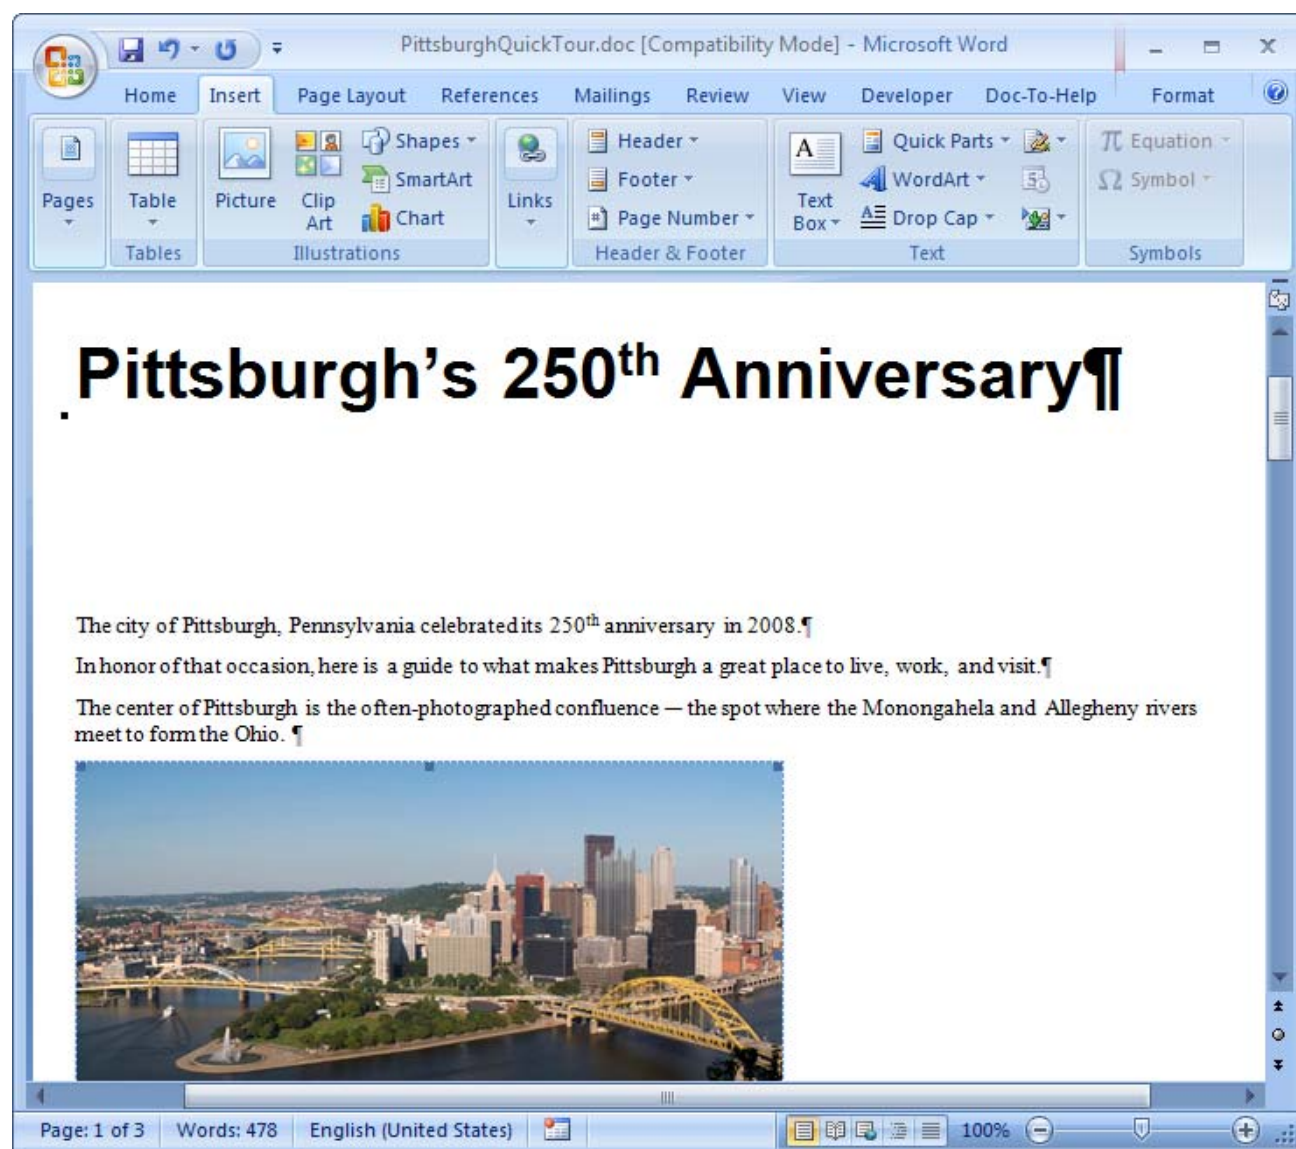 PittsburghQuickTour.doc [Compatibility Mode] - Microsoft Word
Home Insert Page Layout References Mailings Review View Developer Doc-To-Help Format
Pages
Table
Tables
Picture
Clip Art
Shapes
SmartArt
Chart
Illustrations
Links
Header
Footer
Page Number
Header & Footer
A
Text Box
Quick Parts
WordArt
Drop Cap
Text
π Equation
Ω Symbol
Symbols
Pittsburgh’s 250th Anniversary¶
The city of Pittsburgh, Pennsylvania celebrated its 250th anniversary in 2008.¶
In honor of that occasion, here is a guide to what makes Pittsburgh a great place to live, work, and visit.¶
The center of Pittsburgh is the often-photographed confluence — the spot where the Monongahela and Allegheny rivers
meet to form the Ohio. ¶
Page: 1 of 3 Words: 478 English (United States) 100%